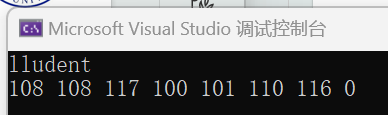 Microsoft Visual Studio 调试控制台
lludent
108 108 117 100 101 110 116 0